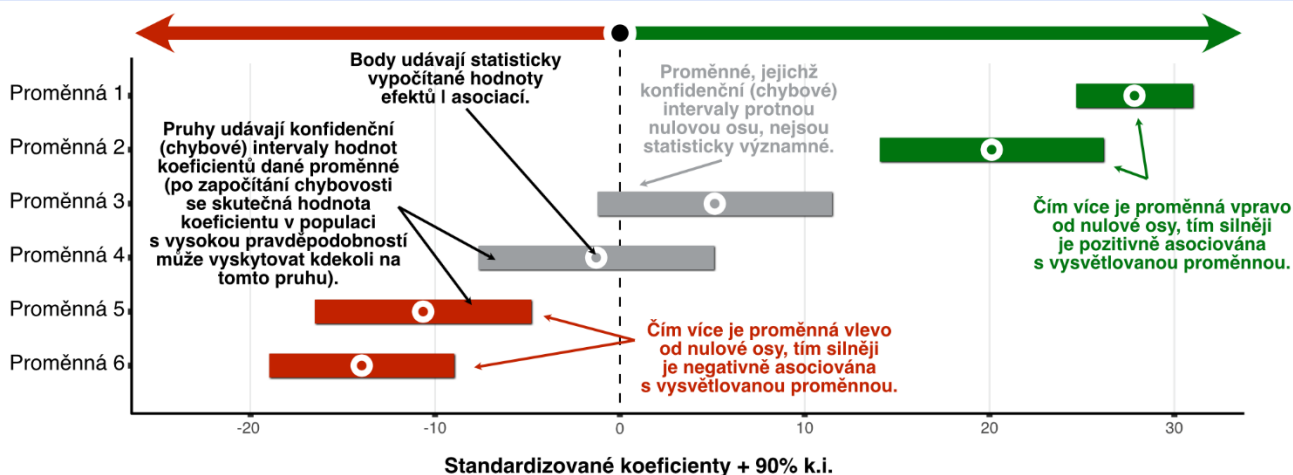 Body udávají statisticky
vypočítané hodnoty
efektů | asociací.
Proměnné, jejichž
konfidenční (chybové)
intervaly protnou
nulovou osu, nejsou
statisticky významné.
Pruhy udávají konfidenční
(chybové) intervaly hodnot
koeficientů dané proměnné
(po započítání chybovosti
se skutečná hodnota
koeficientu v populaci
s vysokou pravděpodobností
může vyskytovat kdekoli na
tomto pruhu).
Čím více je proměnná vpravo
od nulové osy, tím silněji
je pozitivně asociována
s vysvětlovanou proměnnou.
Čím více je proměnná vlevo
od nulové osy, tím silněji
je negativně asociována
s vysvětlovanou proměnnou.
Proměnná 1
Proměnná 2
Proměnná 3
Proměnná 4
Proměnná 5
Proměnná 6
-20 -10 0 10 20 30
Standardizované koeficienty + 90% k.i.